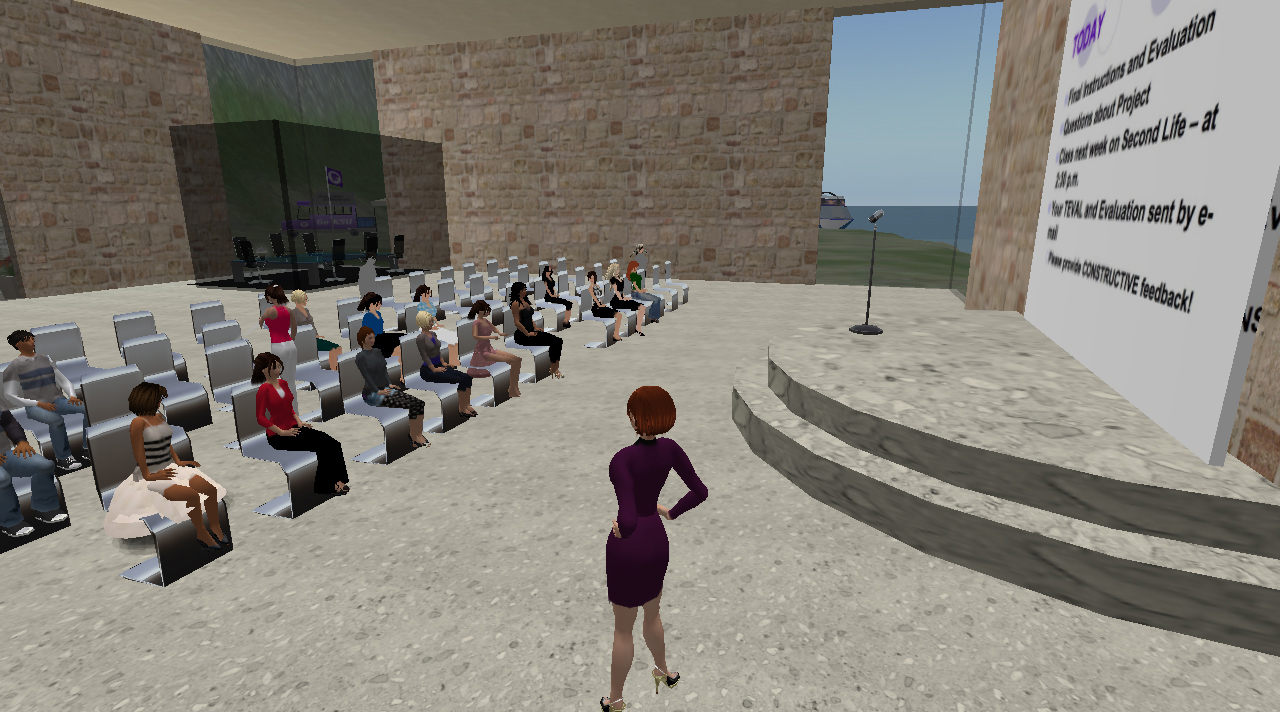 TODAY
Final Instructions and Evaluation
Questions about Project
Class next week on Second Life – at
2:30 p.m.
Your TEVAL and Evaluation sent by e-
mail
Please provide CONSTRUCTIVE feedback!